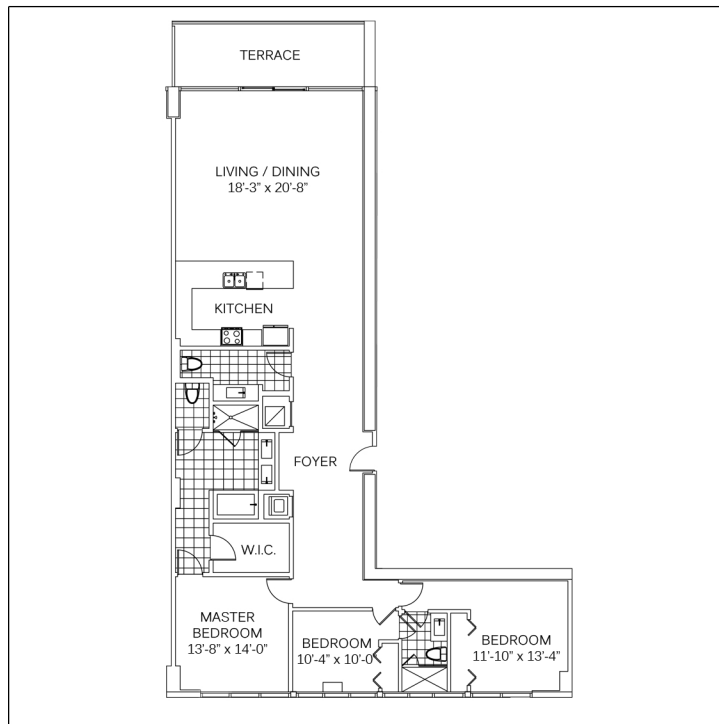 TERRACE
LIVING / DINING
18'-3" x 20'-8"
KITCHEN
FOYER
W.I.C.
MASTER
BEDROOM
13'-8" x 14'-0"
BEDROOM
10'-4" x 10'-0"
BEDROOM
11'-10" x 13'-4"